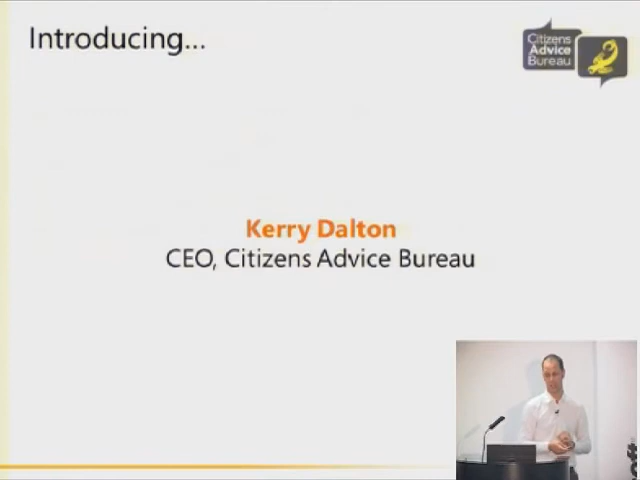 Introducing...
Citizens
Advice
Bureau
Kerry Dalton
CEO, Citizens Advice Bureau